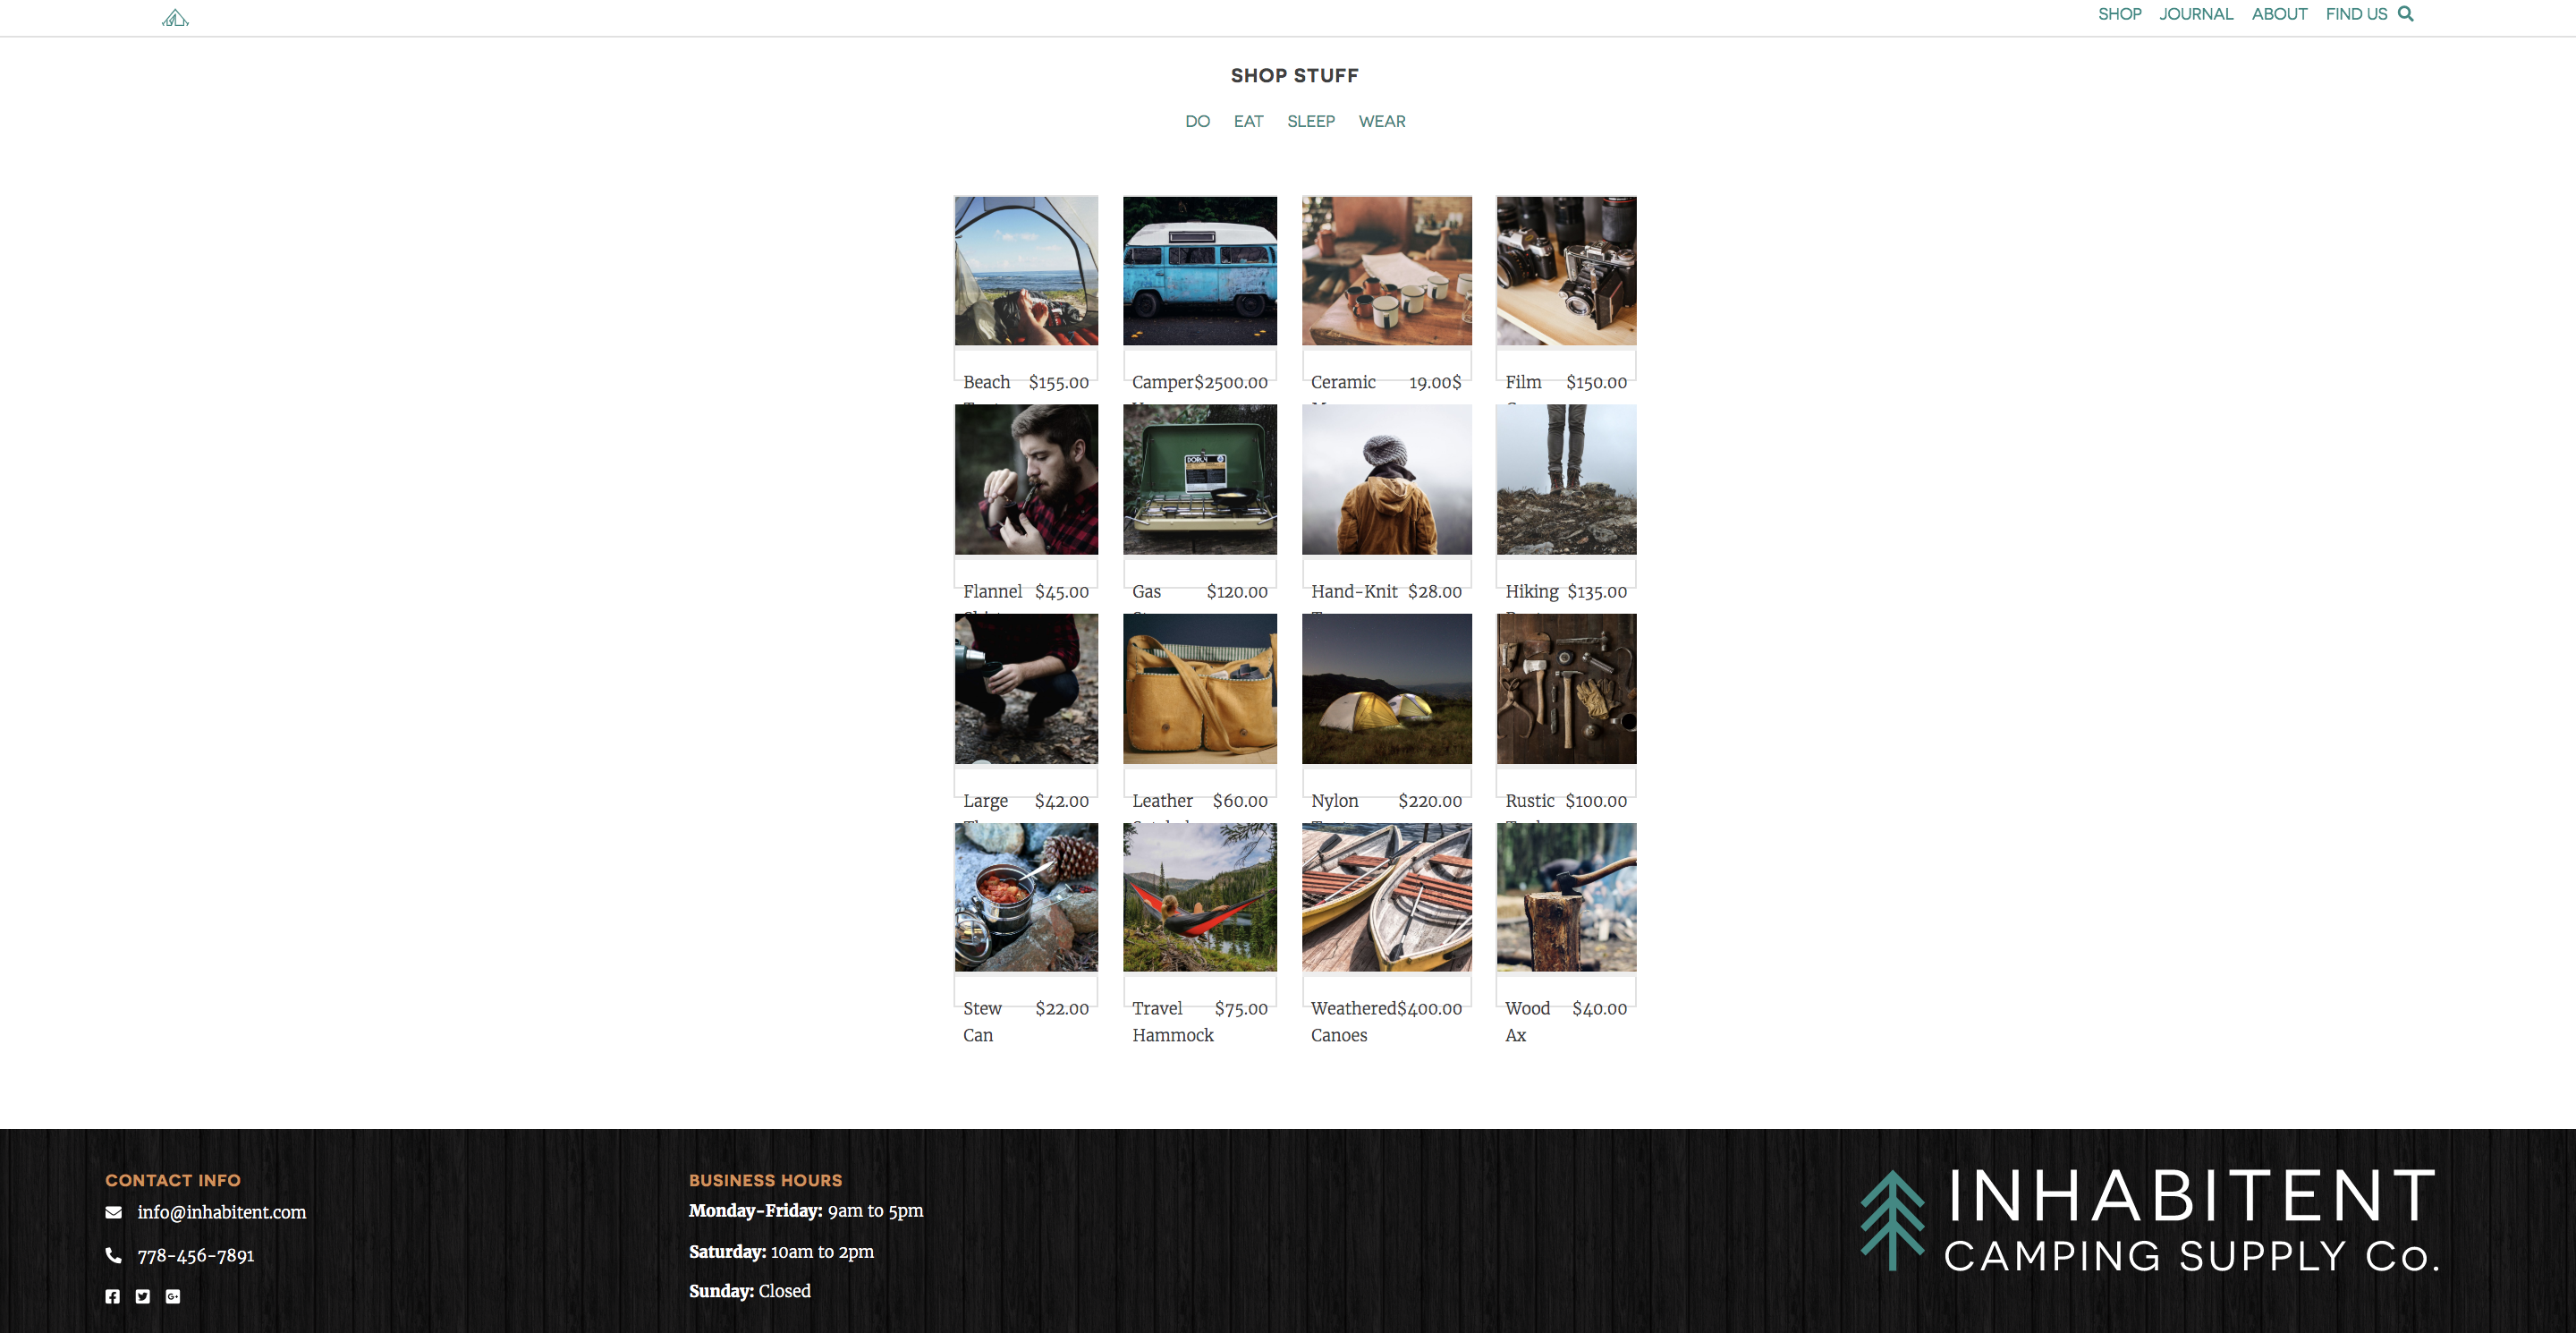 SHOP JOURNAL ABOUT FIND US
SHOP STUFF
DO EAT SLEEP WEAR
Beach $155.00
Camper $2500.00
Ceramic 19.00$
Film $150.00
Flannel $45.00
Gas $120.00
Hand-Knit $28.00
Hiking $135.00
Large $42.00
Leather $60.00
Nylon $220.00
Rustic $100.00
Stew $22.00
Can
Travel $75.00
Hammock
Weathered $400.00
Canoes
Wood $40.00
Ax
CONTACT INFO
info@inhabitent.com
778-456-7891
BUSINESS HOURS
Monday-Friday: 9am to 5pm
Saturday: 10am to 2pm
Sunday: Closed
INHABITENT
CAMPING SUPPLY Co.